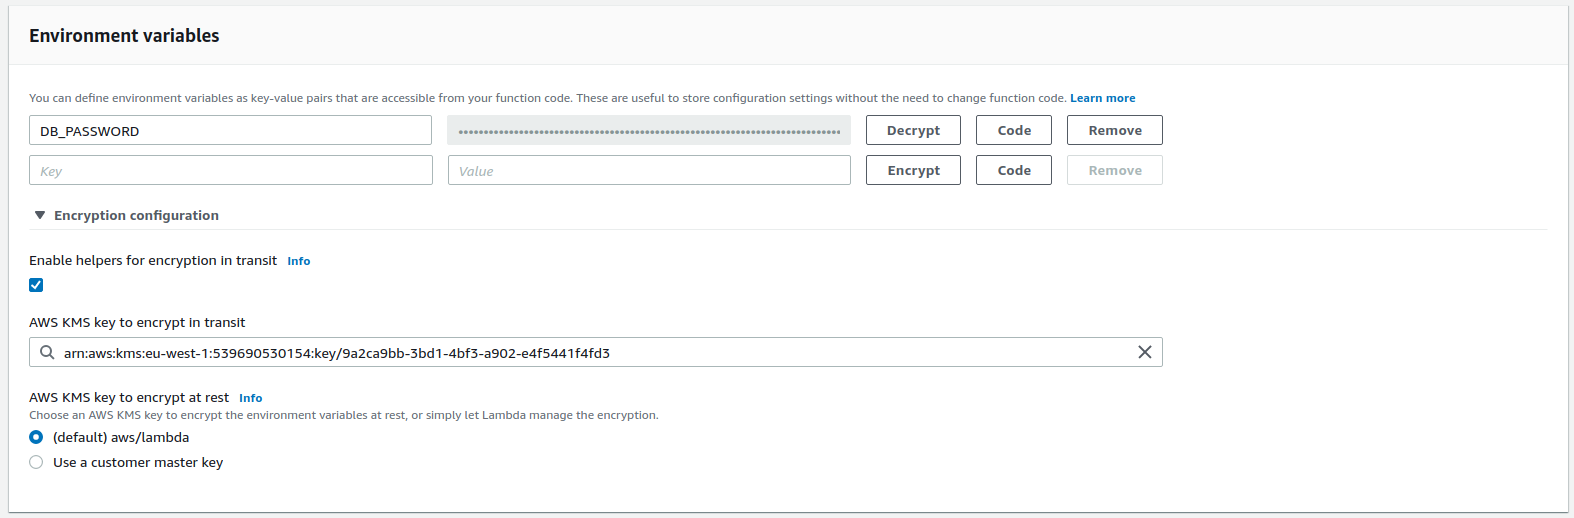 Environment variables
You can define environment variables as key-value pairs that are accessible from your function code. These are useful to store configuration settings without the need to change function code. Learn more
DB_PASSWORD Decrypt Code Remove
Key Value Encrypt Code Remove
Encryption configuration
Enable helpers for encryption in transit Info
AWS KMS key to encrypt in transit
arn:aws:kms:eu-west-1:539690530154:key/9a2ca9bb-3bd1-4bf3-a902-e4f5441f4fd3
AWS KMS key to encrypt at rest Info
Choose an AWS KMS key to encrypt the environment variables at rest, or simply let Lambda manage the encryption.
(default) aws/lambda
Use a customer master key